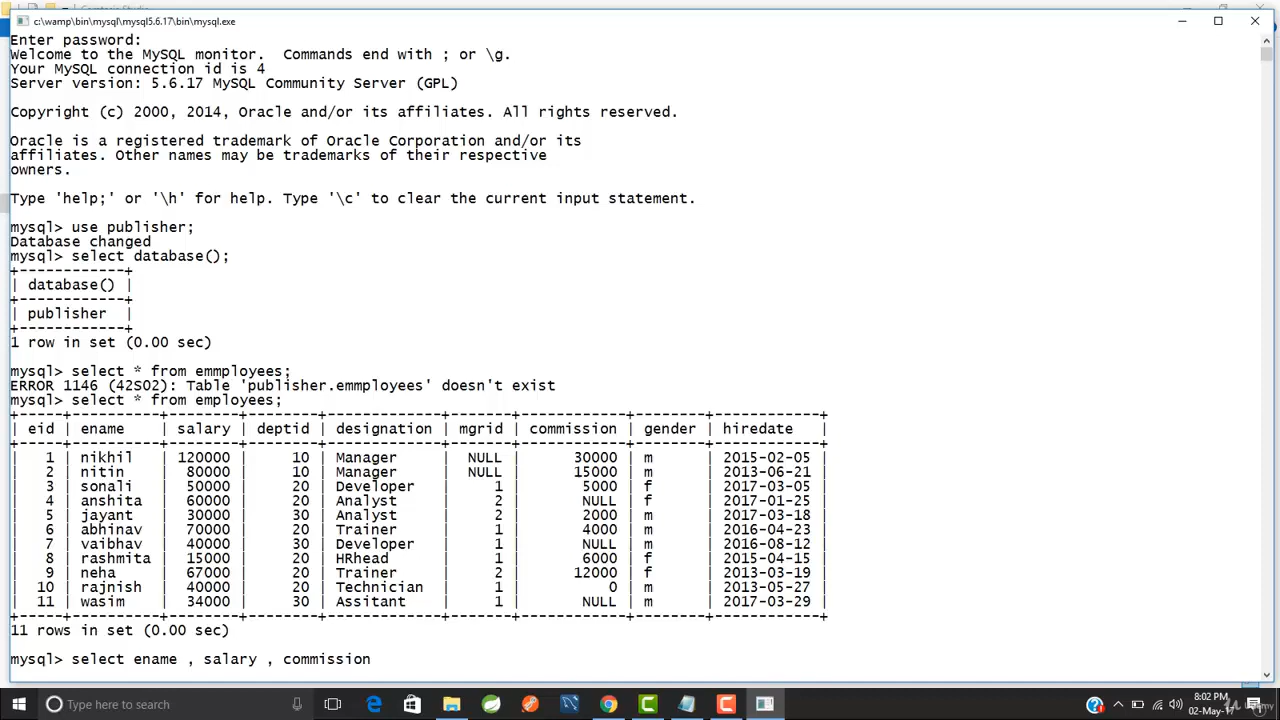 c:\wamp\bin\mysql\mysql5.6.17\bin\mysql.exe
Enter password:
Welcome to the MySQL monitor.  Commands end with ; or \g.
Your MySQL connection id is 4
Server version: 5.6.17 MySQL Community Server (GPL)

Copyright (c) 2000, 2014, Oracle and/or its affiliates. All rights reserved.

Oracle is a registered trademark of Oracle Corporation and/or its
affiliates. Other names may be trademarks of their respective
owners.

Type 'help;' or '\h' for help. Type '\c' to clear the current input statement.

mysql> use publisher;
Database changed
mysql> select database();
+------------+
| database() |
+------------+
| publisher  |
+------------+
1 row in set (0.00 sec)

mysql> select * from emmployees;
ERROR 1146 (42S02): Table 'publisher.emmployees' doesn't exist
mysql> select * from employees;
+-----+----------+--------+--------+-------------+-------+------------+--------+------------+
| eid | ename    | salary | deptid | designation | mgrid | commission | gender | hiredate   |
+-----+----------+--------+--------+-------------+-------+------------+--------+------------+
|   1 | nikhil   | 120000 |     10 | Manager     |  NULL |      30000 | m      | 2015-02-05 |
|   2 | nitin    |  80000 |     10 | Manager     |  NULL |      15000 | m      | 2013-06-21 |
|   3 | sonali   |  50000 |     20 | Developer   |     1 |       5000 | f      | 2017-03-05 |
|   4 | anshita  |  60000 |     20 | Analyst     |     2 |       NULL | f      | 2017-01-25 |
|   5 | jayant   |  30000 |     30 | Analyst     |     2 |       2000 | m      | 2017-03-18 |
|   6 | abhinav  |  70000 |     20 | Trainer     |     1 |       4000 | m      | 2016-04-23 |
|   7 | vaibhav  |  40000 |     30 | Developer   |     1 |       NULL | m      | 2016-08-12 |
|   8 | rashmita |  15000 |     20 | HRhead      |     1 |       6000 | f      | 2015-04-15 |
|   9 | neha     |  67000 |     20 | Trainer     |     2 |      12000 | f      | 2013-03-19 |
|  10 | rajnish  |  40000 |     20 | Technician  |     1 |          0 | m      | 2013-05-27 |
|  11 | wasim    |  34000 |     30 | Assitant    |     1 |       NULL | m      | 2017-03-29 |
+-----+----------+--------+--------+-------------+-------+------------+--------+------------+
11 rows in set (0.00 sec)

mysql> select ename , salary , commission
Type here to search
8:02 PM